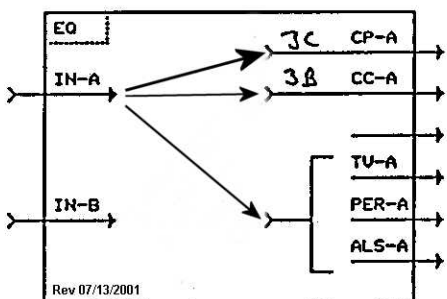 EQ
3C CP-A
IN-A 3B CC-A
TV-A
IN-B PER-A
ALS-A
Rev 07/13/2001